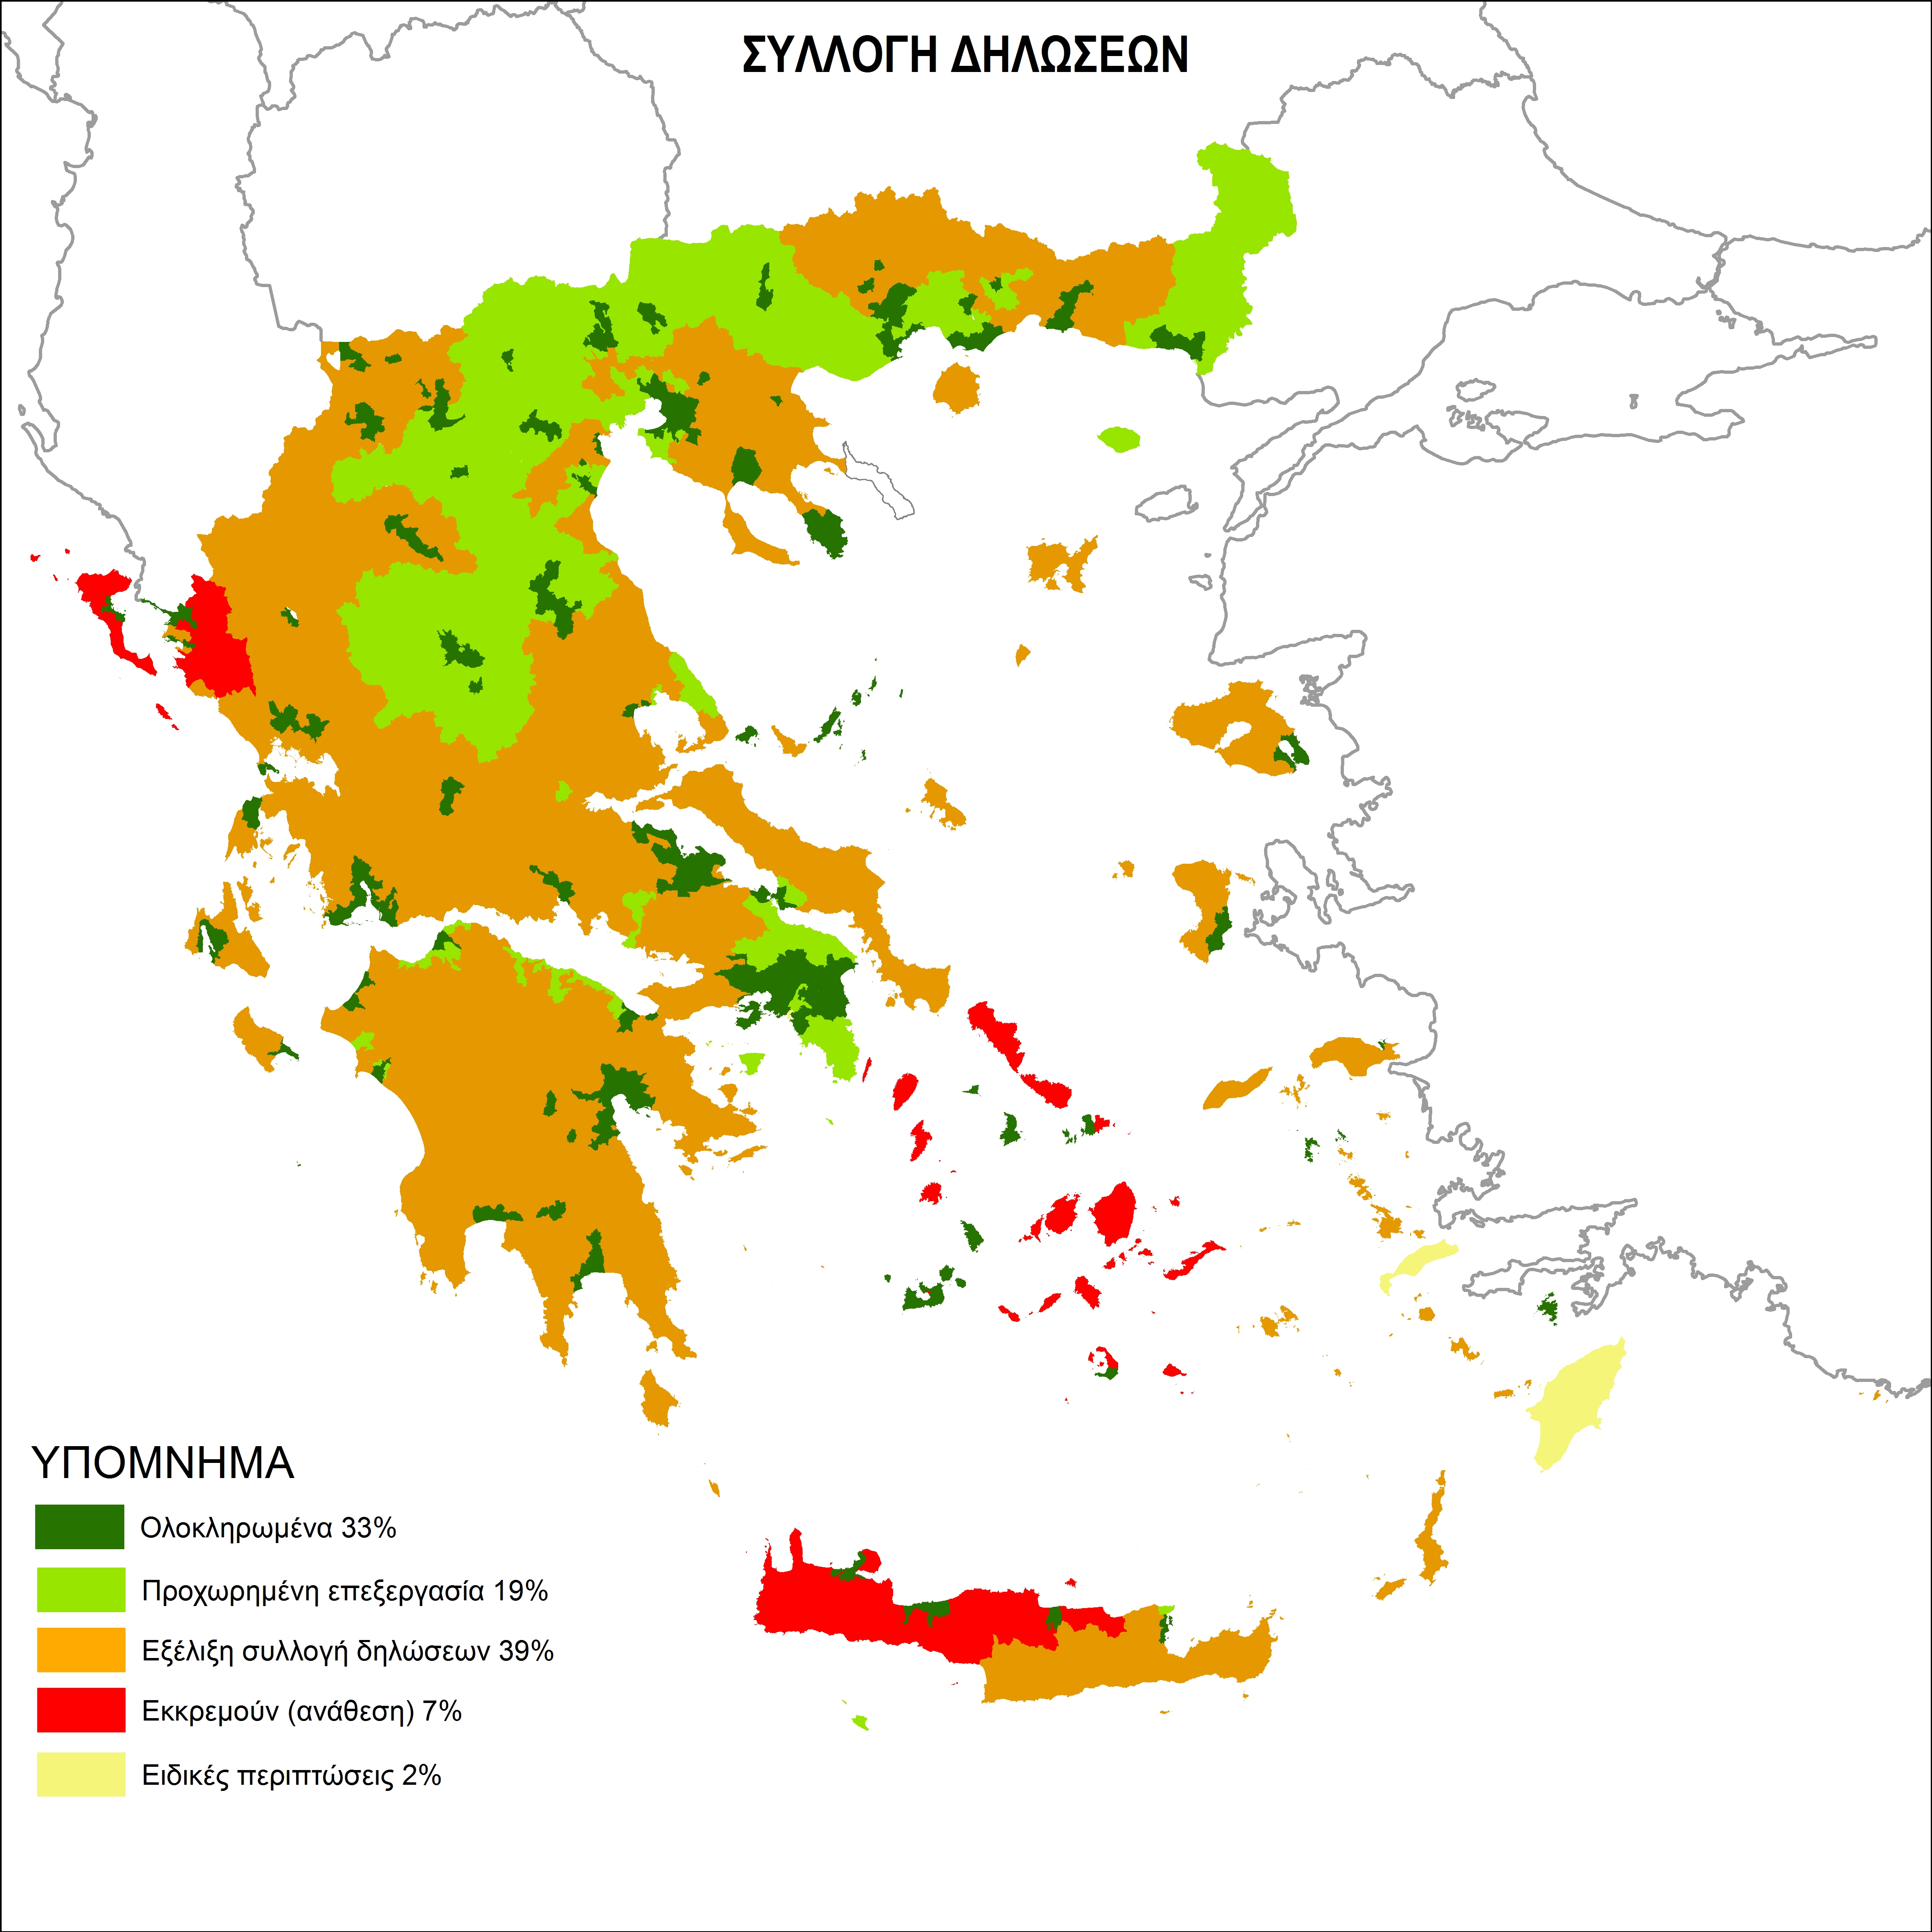 ΣΥΛΛΟΓΗ ΔΗΛΩΣΕΩΝ
ΥΠΟΜΝΗΜΑ
Ολοκληρωμένα 33%
Προχωρημένη επεξεργασία 19%
Εξέλιξη συλλογή δηλώσεων 39%
Εκκρεμούν (ανάθεση) 7%
Ειδικές περιπτώσεις 2%